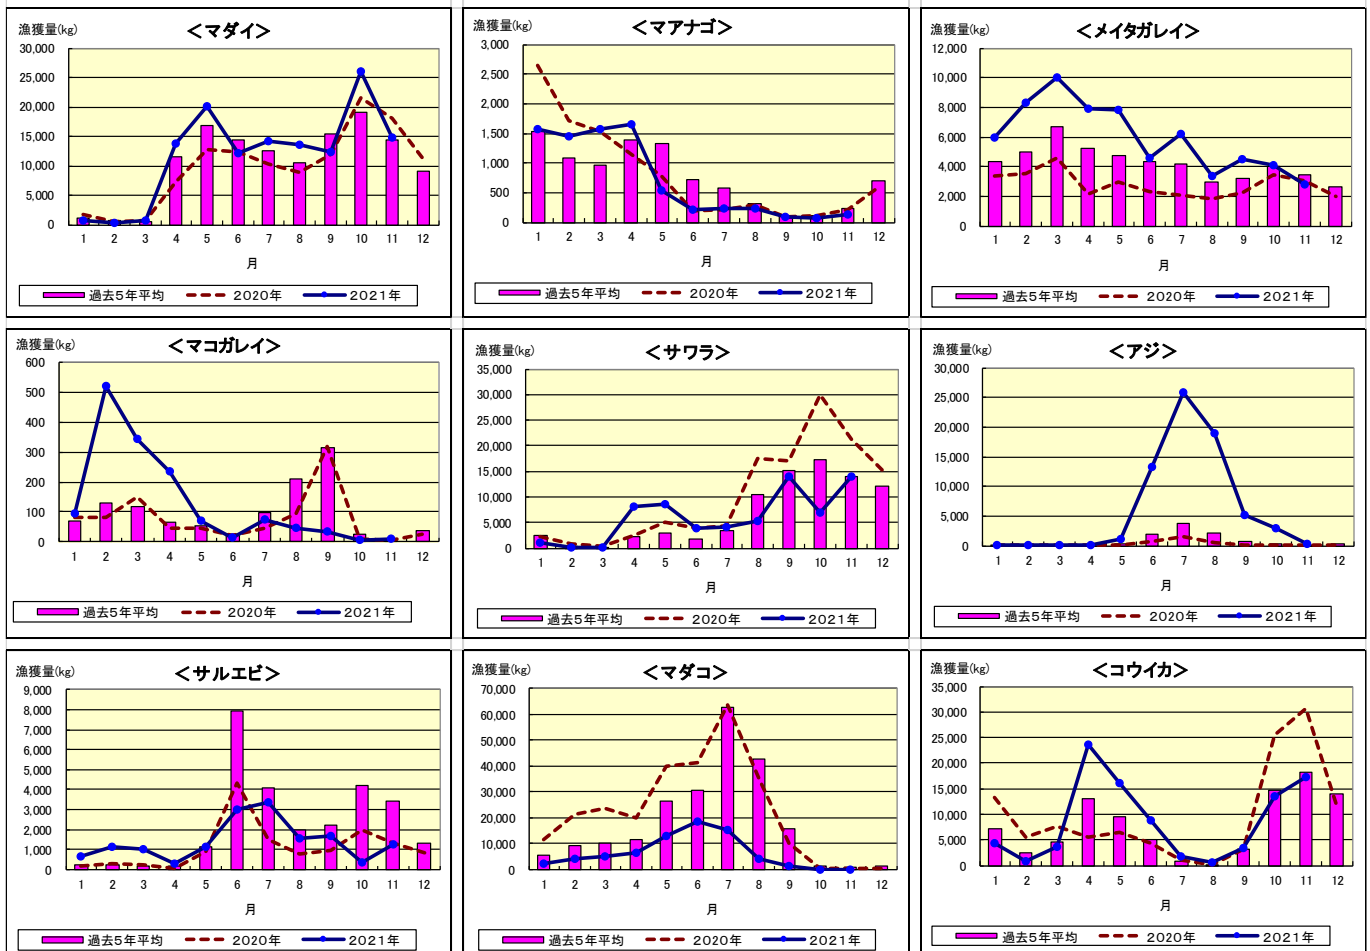 漁獲量(kg)
＜マダイ＞
30,000
25,000
20,000
15,000
10,000
5,000
0
1 2 3 4 5 6 7 8 9 10 11 12
月
過去5年平均 2020年 2021年
漁獲量(kg)
＜マアナゴ＞
3,000
2,500
2,000
1,500
1,000
500
0
1 2 3 4 5 6 7 8 9 10 11 12
月
過去5年平均 2020年 2021年
漁獲量(kg)
＜メイタガレイ＞
12,000
10,000
8,000
6,000
4,000
2,000
0
1 2 3 4 5 6 7 8 9 10 11 12
月
過去5年平均 2020年 2021年
漁獲量(kg)
＜マコガレイ＞
600
500
400
300
200
100
0
1 2 3 4 5 6 7 8 9 10 11 12
月
過去5年平均 2020年 2021年
漁獲量(kg)
＜サワラ＞
35,000
30,000
25,000
20,000
15,000
10,000
5,000
0
1 2 3 4 5 6 7 8 9 10 11 12
月
過去5年平均 2020年 2021年
漁獲量(kg)
＜アジ＞
30,000
25,000
20,000
15,000
10,000
5,000
0
1 2 3 4 5 6 7 8 9 10 11 12
月
過去5年平均 2020年 2021年
漁獲量(kg)
＜サルエビ＞
9,000
8,000
7,000
6,000
5,000
4,000
3,000
2,000
1,000
0
1 2 3 4 5 6 7 8 9 10 11 12
月
過去5年平均 2020年 2021年
漁獲量(kg)
＜マダコ＞
70,000
60,000
50,000
40,000
30,000
20,000
10,000
0
1 2 3 4 5 6 7 8 9 10 11 12
月
過去5年平均 2020年 2021年
漁獲量(kg)
＜コウイカ＞
35,000
30,000
25,000
20,000
15,000
10,000
5,000
0
1 2 3 4 5 6 7 8 9 10 11 12
月
過去5年平均 2020年 2021年